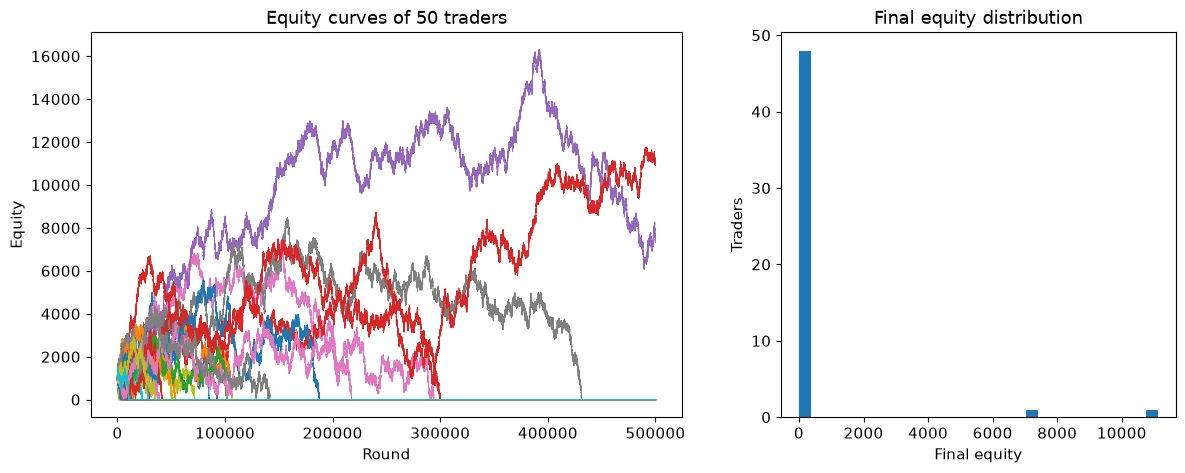 Equity curves of 50 traders
16000
14000
12000
10000
8000
6000
4000
2000
0
Equity
0 100000 200000 300000 400000 500000
Round
Final equity distribution
50
40
30
20
10
0
Traders
0 2000 4000 6000 8000 10000
Final equity